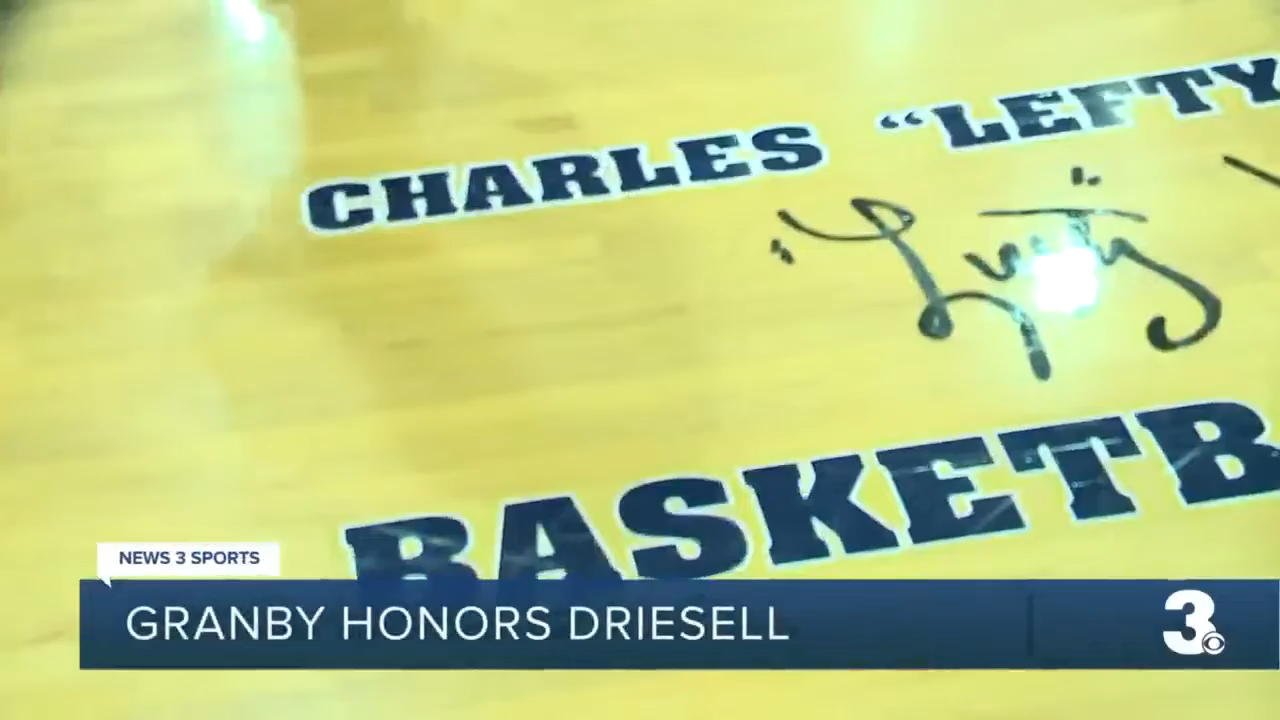 CHARLES “LEFTY
"Lefty"
BASKETB
NEWS 3 SPORTS
GRANBY HONORS DRIESELL
3